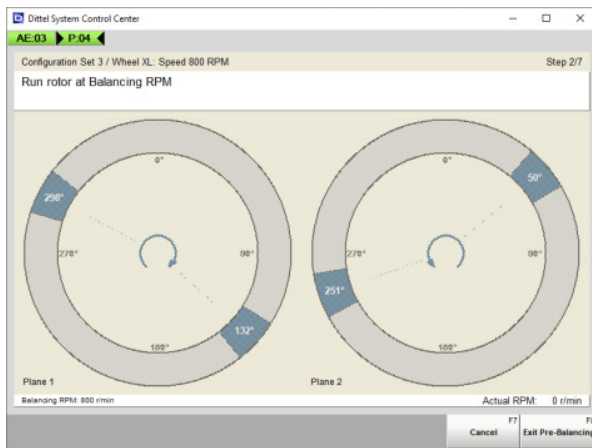 Dittel System Control Center
AE:03 P:04
Configuration Set 3 / Wheel XL: Speed 800 RPM Step 2/7
Run rotor at Balancing RPM
0° 0°
298° 50°
270° 90° 270° 90°
251°
132°
180° 180°
Plane 1 Plane 2
Balancing RPM: 800 r/min Actual RPM: 0 r/min
F7
Cancel Exit Pre-Balancing